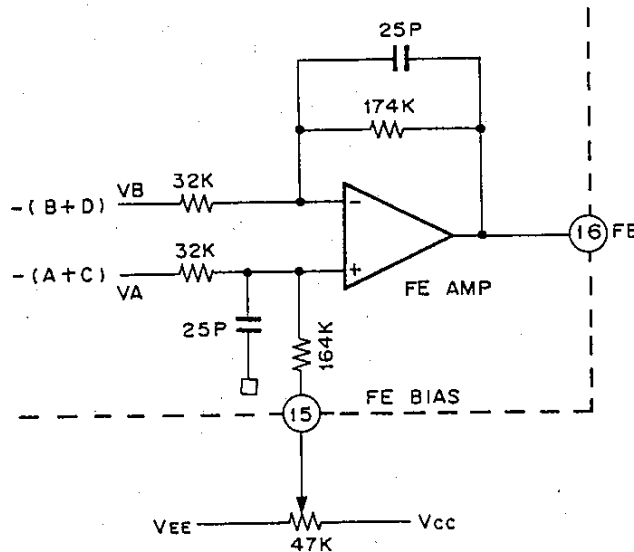 25P
174K
-(B+D) VB 32K
-
16 FE
32K
-(A+C) VA
+
FE AMP
25P
164K
FE BIAS
15
VEE VCC
47K